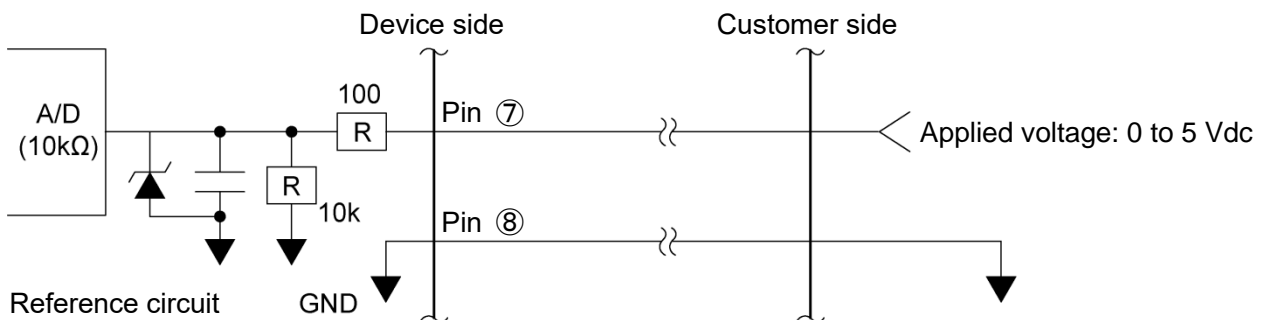 Device side
Customer side
100
A/D
(10kΩ)
R
Pin ⑦
Applied voltage: 0 to 5 Vdc
R
10k
Pin ⑧
Reference circuit
GND